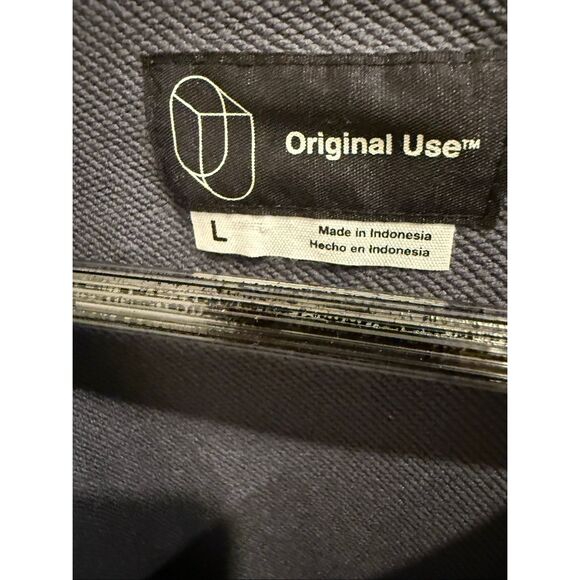 Original Use™
L
Made in Indonesia
Hecho en Indonesia